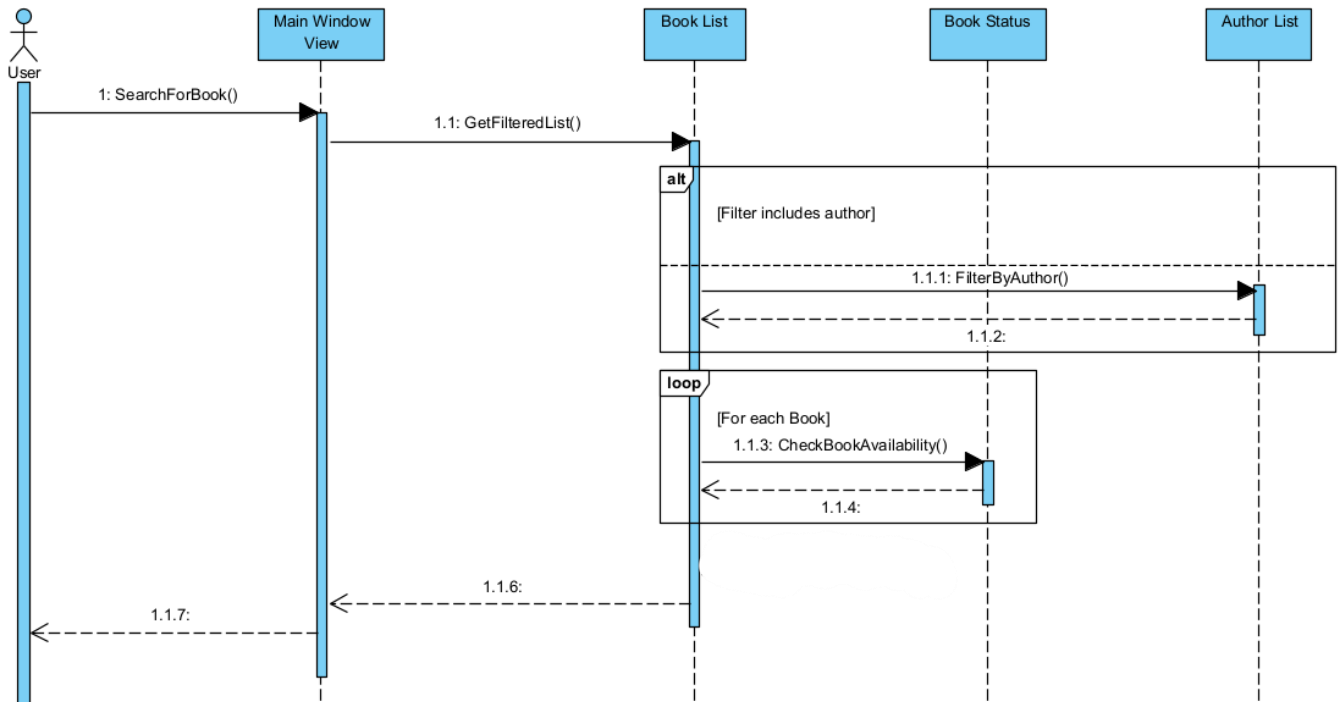 User
Main Window
View
Book List
Book Status
Author List
1: SearchForBook()
1.1: GetFilteredList()
alt
[Filter includes author]
1.1.1: FilterByAuthor()
1.1.2:
loop
[For each Book]
1.1.3: CheckBookAvailability()
1.1.4:
1.1.6:
1.1.7: